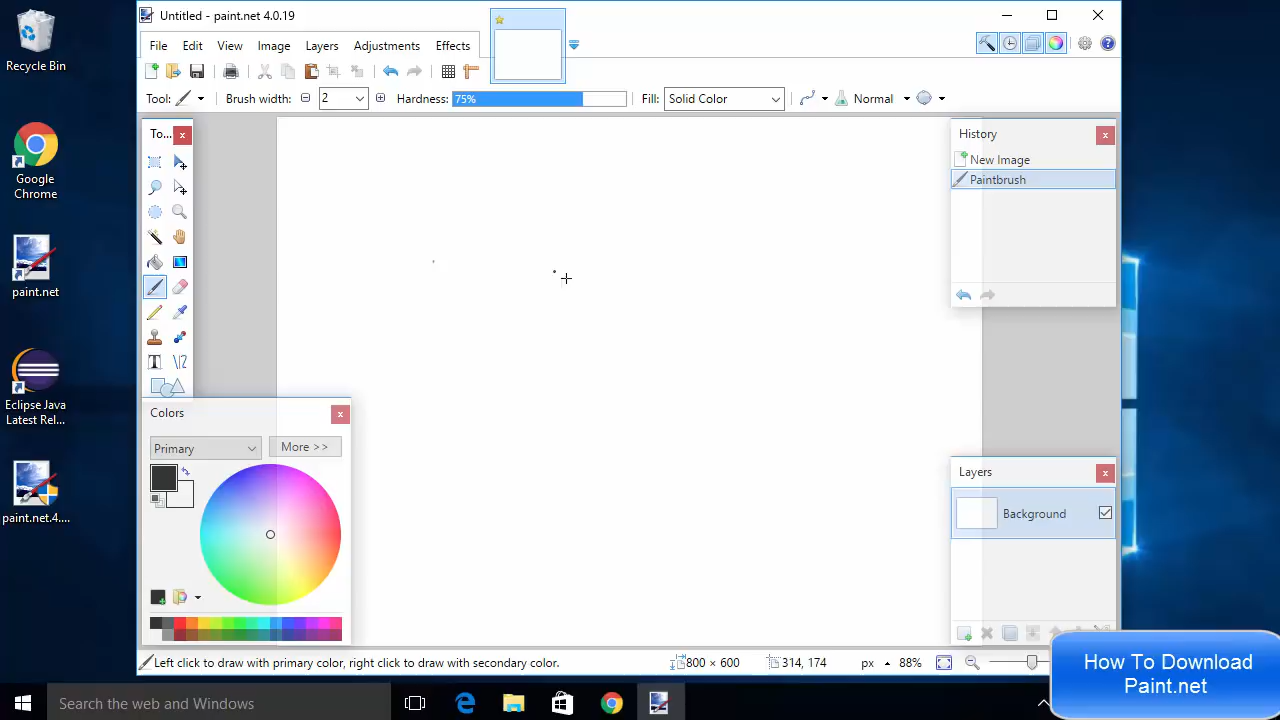 Recycle Bin
Google
Chrome
paint.net
Eclipse Java
Latest Rel...
paint.net.4....
Untitled - paint.net 4.0.19
File Edit View Image Layers Adjustments Effects
Tool: Brush width: 2 Hardness: 75% Fill: Solid Color Normal
To...
History
New Image
Paintbrush
Colors
Primary
More >>
Layers
Background
Left click to draw with primary color, right click to draw with secondary color.
800 × 600
314, 174
px
88%
Search the web and Windows
How To Download
Paint.net